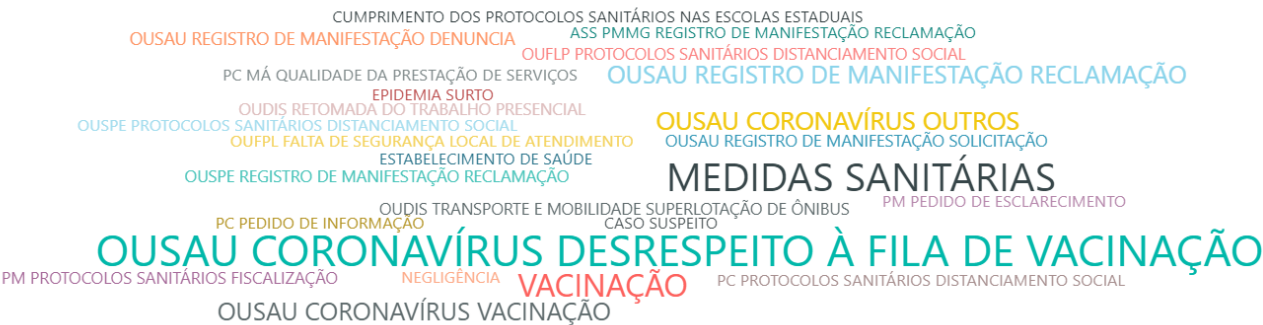 CUMPRIMENTO DOS PROTOCOLOS SANITÁRIOS NAS ESCOLAS ESTADUAIS
ASS PMMG REGISTRO DE MANIFESTAÇÃO RECLAMAÇÃO
OUSAU REGISTRO DE MANIFESTAÇÃO DENUNCIA
OUFLP PROTOCOLOS SANITÁRIOS DISTANCIAMENTO SOCIAL
PC MÁ QUALIDADE DA PRESTAÇÃO DE SERVIÇOS
OUSAU REGISTRO DE MANIFESTAÇÃO RECLAMAÇÃO
EPIDEMIA SURTO
OUDIS RETOMADA DO TRABALHO PRESENCIAL
OUSPE PROTOCOLOS SANITÁRIOS DISTANCIAMENTO SOCIAL
OUSAU CORONAVÍRUS OUTROS
OUFPL FALTA DE SEGURANÇA LOCAL DE ATENDIMENTO
OUSAU REGISTRO DE MANIFESTAÇÃO SOLICITAÇÃO
ESTABELECIMENTO DE SAÚDE
OUSPE REGISTRO DE MANIFESTAÇÃO RECLAMAÇÃO
MEDIDAS SANITÁRIAS
PM PEDIDO DE ESCLARECIMENTO
OUDIS TRANSPORTE E MOBILIDADE SUPERLOTAÇÃO DE ÔNIBUS
PC PEDIDO DE INFORMAÇÃO
CASO SUSPEITO
OUSAU CORONAVÍRUS DESRESPEITO À FILA DE VACINAÇÃO
PM PROTOCOLOS SANITÁRIOS FISCALIZAÇÃO
NEGLIGÊNCIA
VACINAÇÃO
PC PROTOCOLOS SANITÁRIOS DISTANCIAMENTO SOCIAL
OUSAU CORONAVÍRUS VACINAÇÃO